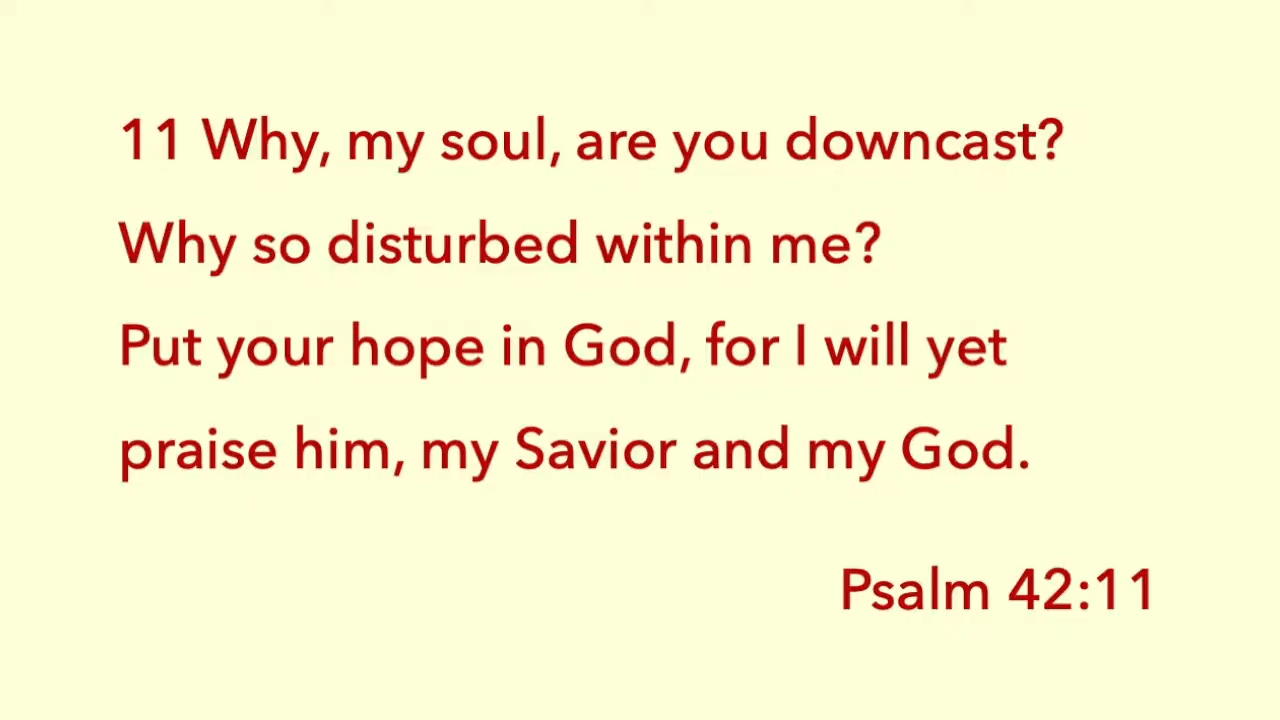 11 Why, my soul, are you downcast?
Why so disturbed within me?
Put your hope in God, for I will yet
praise him, my Savior and my God.
Psalm 42:11